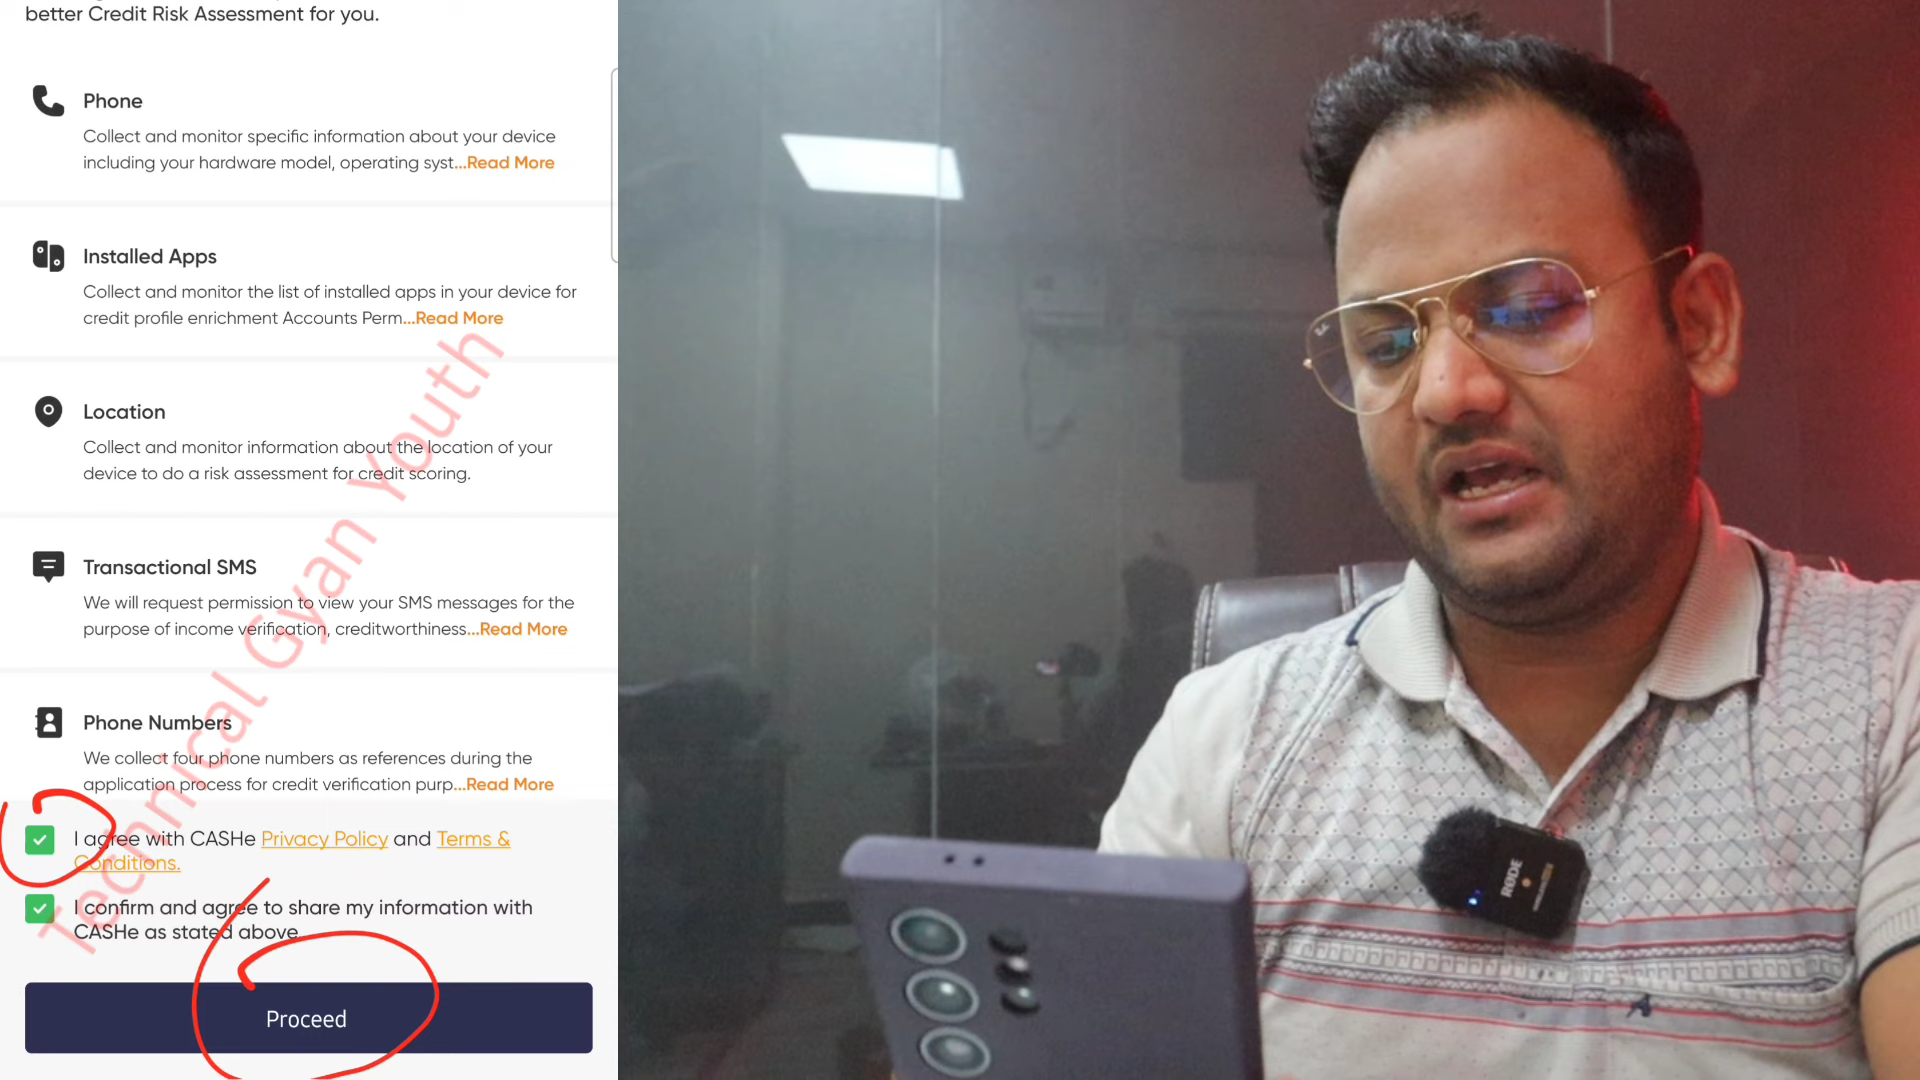 better Credit Risk Assessment for you.
Phone
Collect and monitor specific information about your device
including your hardware model, operating syst...Read More
Installed Apps
Collect and monitor the list of installed apps in your device for
credit profile enrichment Accounts Perm...Read More
Location
Collect and monitor information about the location of your
device to do a risk assessment for credit scoring.
Transactional SMS
We will request permission to view your SMS messages for the
purpose of income verification, creditworthiness...Read More
Phone Numbers
We collect four phone numbers as references during the
application process for credit verification purp...Read More
I agree with CASHe Privacy Policy and Terms &
Conditions.
I confirm and agree to share my information with
CASHe as stated above.
Proceed
Technical Gyan Youth
RØDE